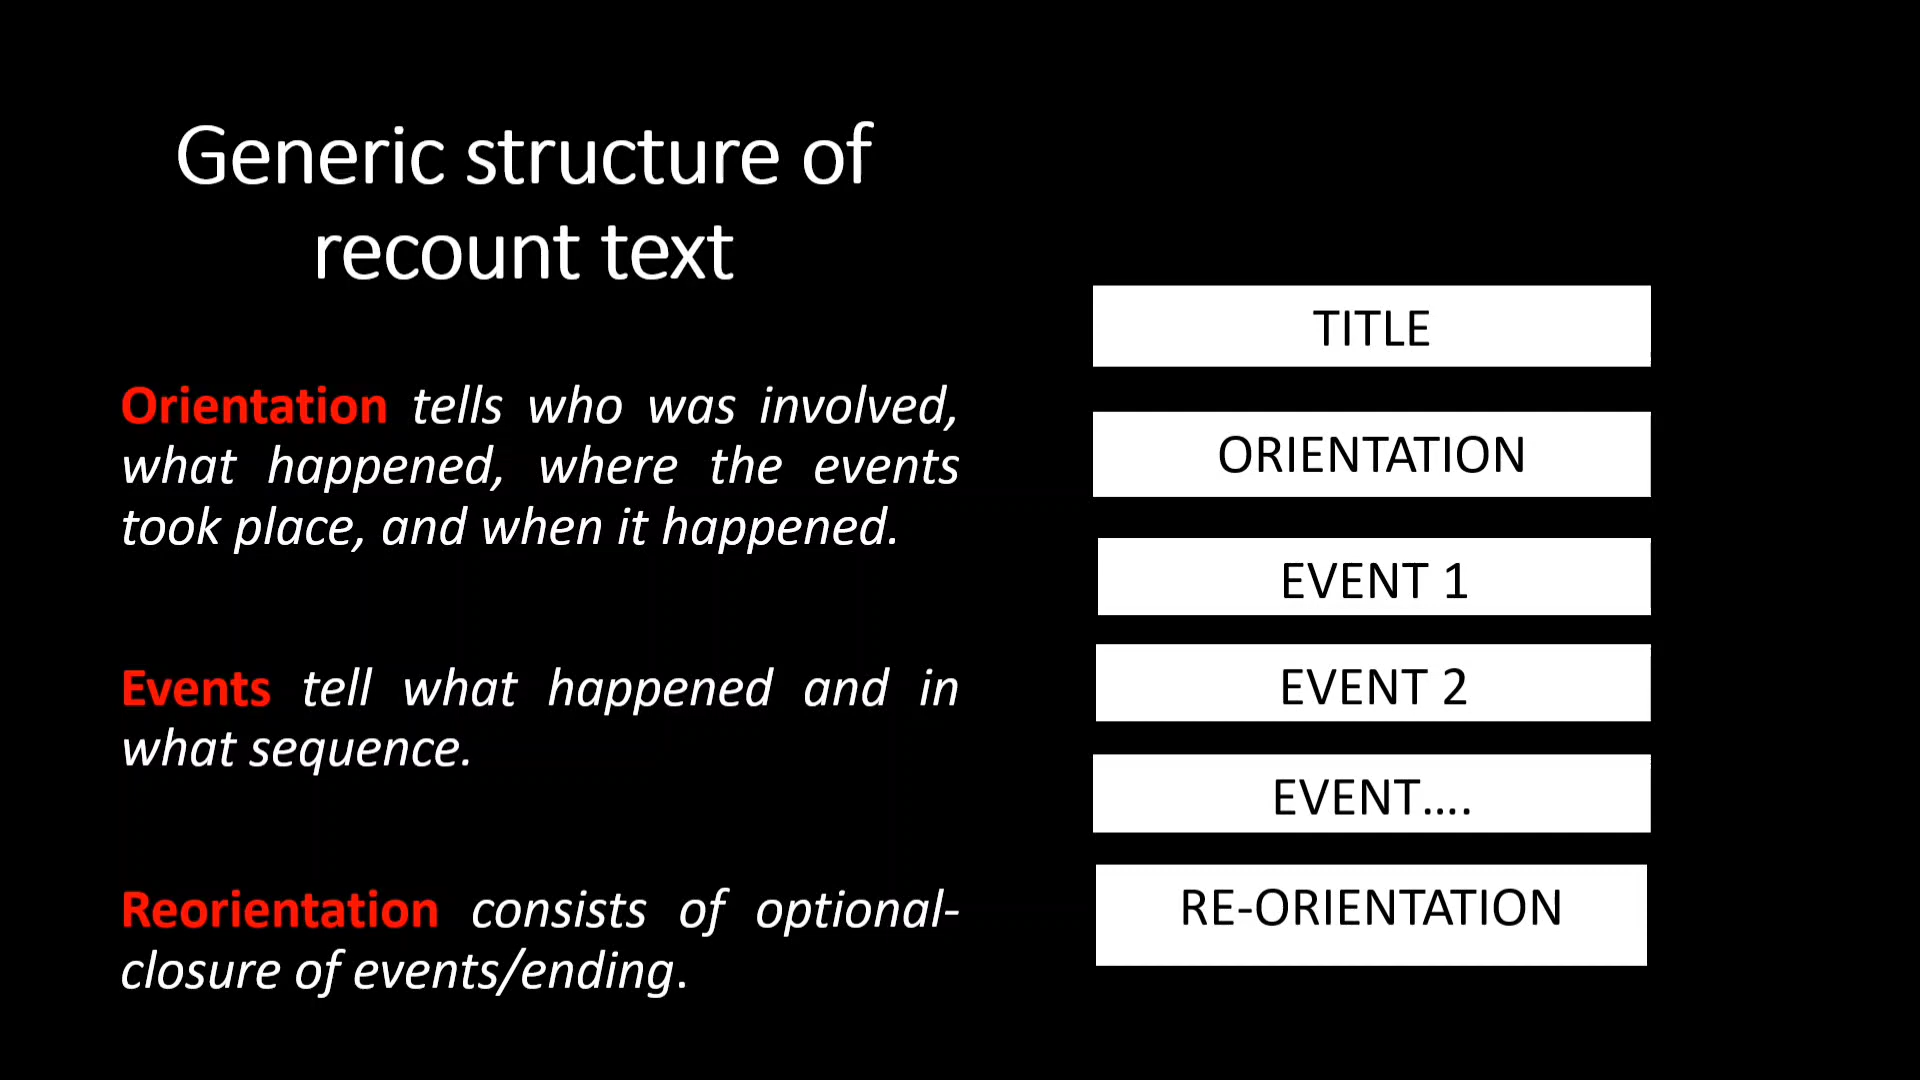 Generic structure of
recount text
Orientation tells who was involved,
what happened, where the events
took place, and when it happened.
Events tell what happened and in
what sequence.
Reorientation consists of optional-
closure of events/ending.
TITLE
ORIENTATION
EVENT 1
EVENT 2
EVENT....
RE-ORIENTATION